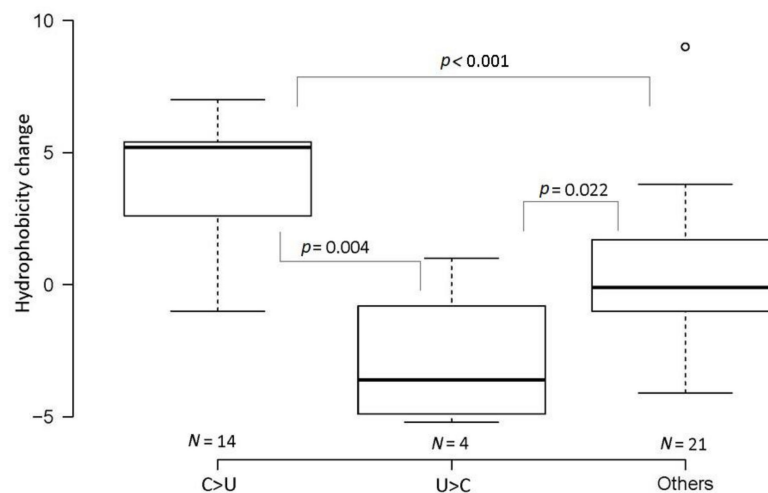 10
p < 0.001
Hydrophobicity change
5
p = 0.022
p = 0.004
0
−5
N = 14
N = 4
N = 21
C>U
U>C
Others